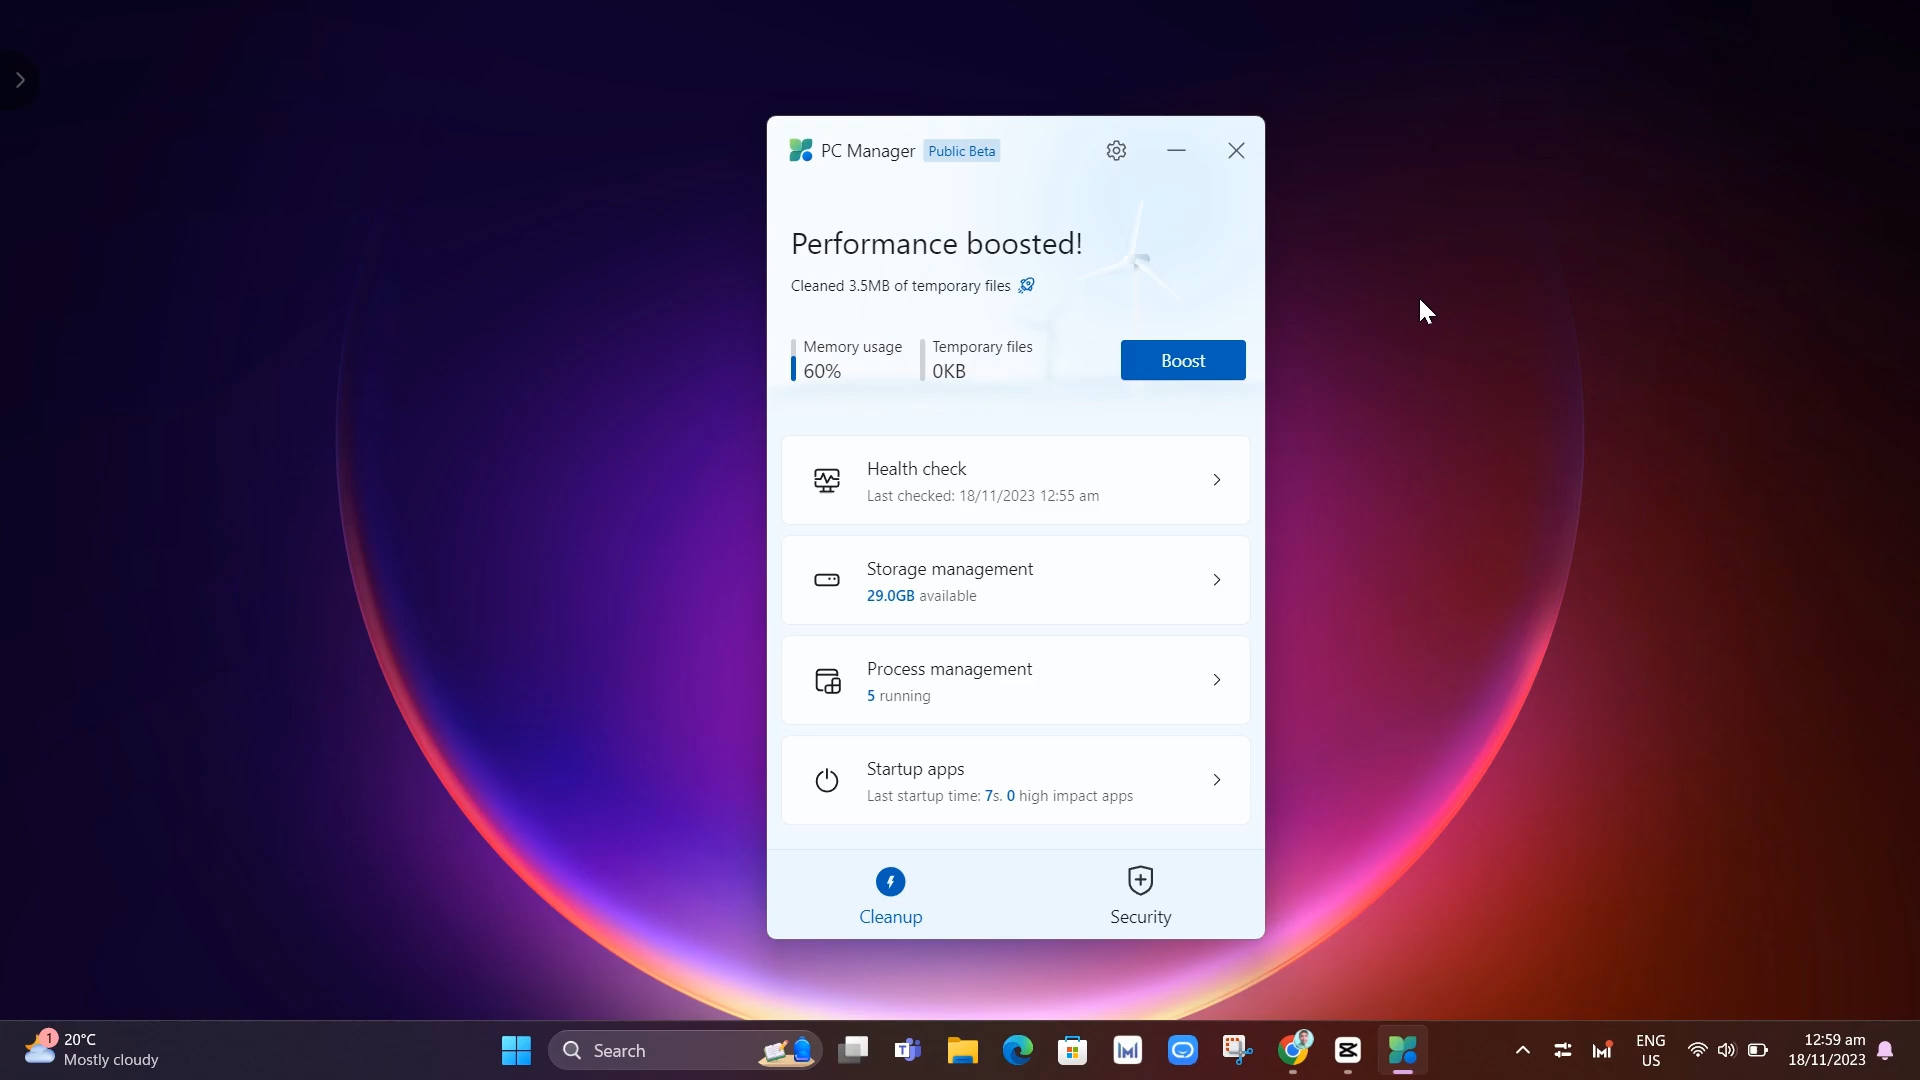 PC Manager Public Beta
Performance boosted!
Cleaned 3.5MB of temporary files
Memory usage
60%
Temporary files
0KB
Boost
Health check
Last checked: 18/11/2023 12:55 am
Storage management
29.0GB available
Process management
5 running
Startup apps
Last startup time: 7s. 0 high impact apps
Cleanup
Security
1
20°C
Mostly cloudy
Search
ENG
US
12:59 am
18/11/2023